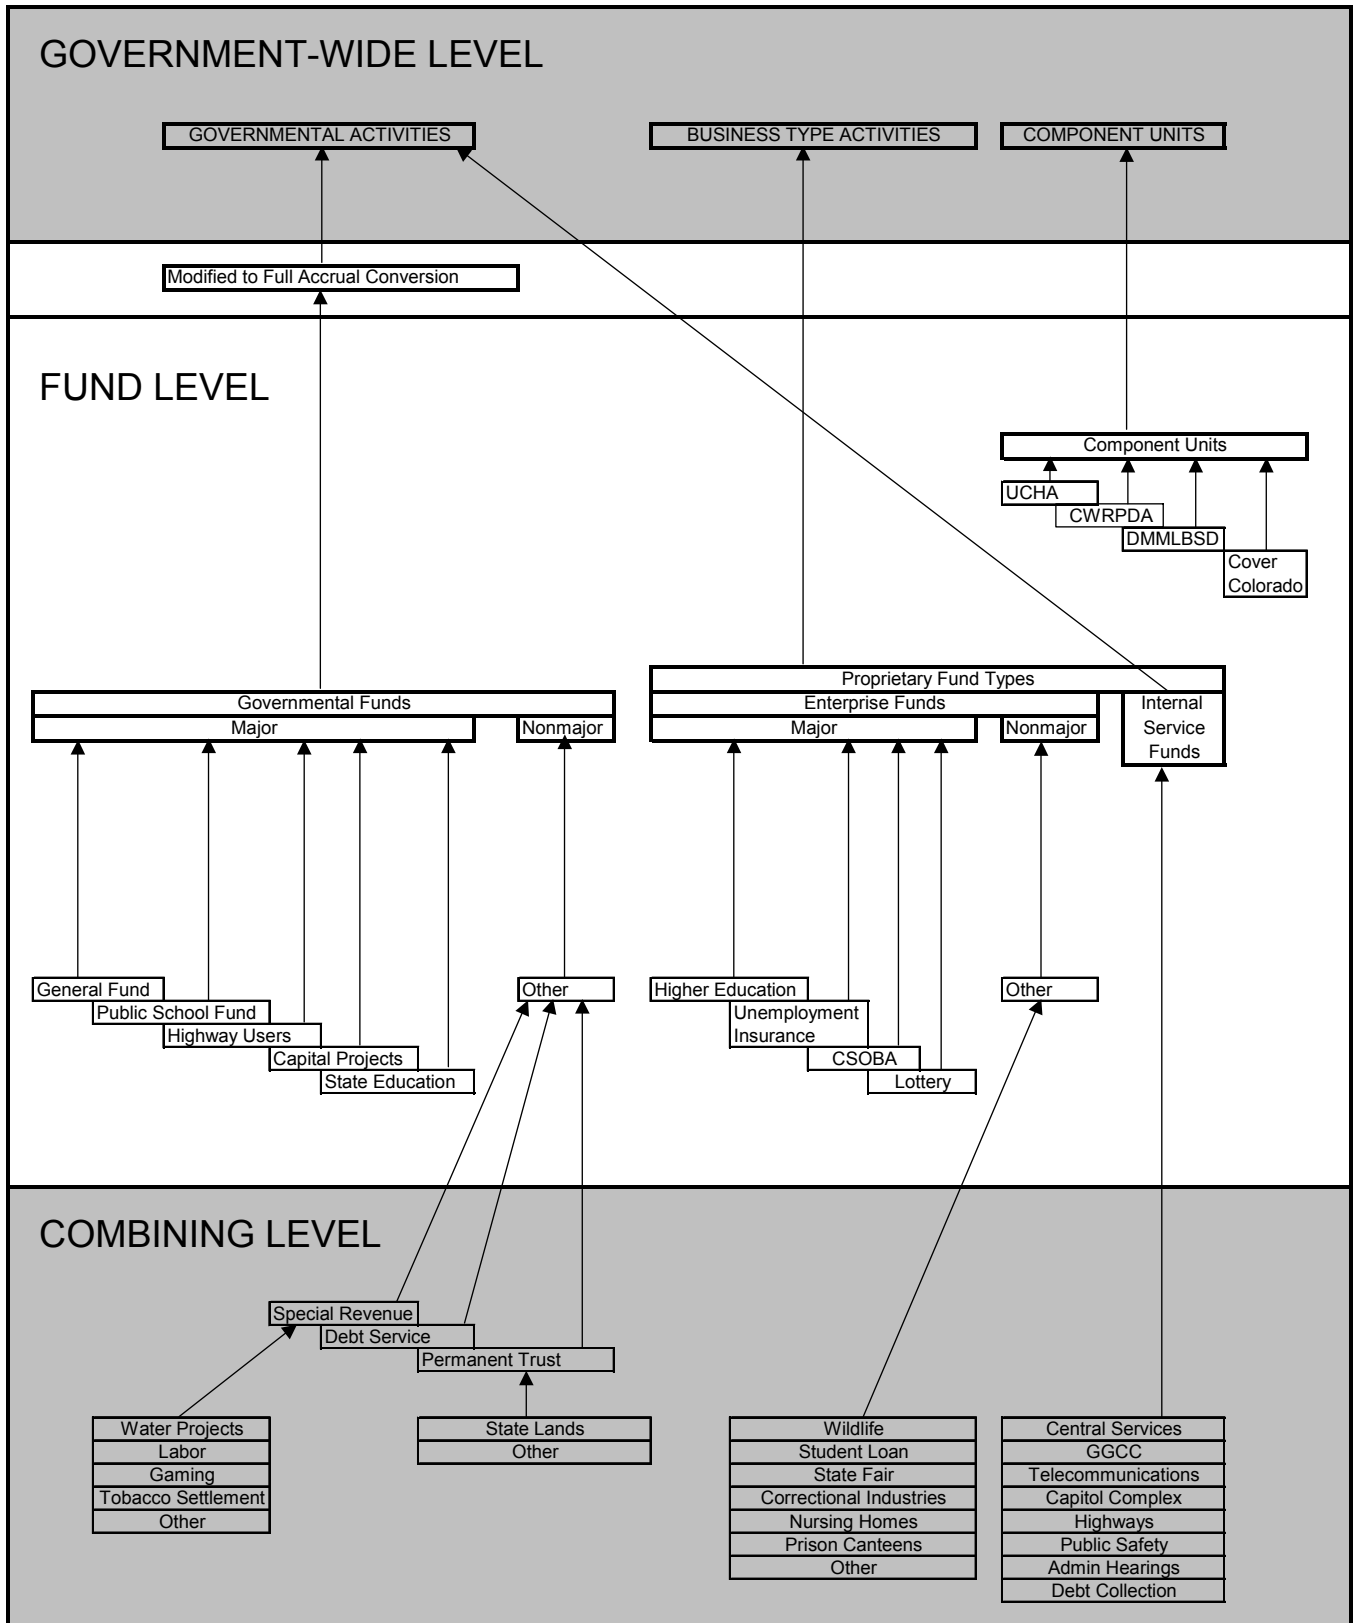 GOVERNMENT-WIDE LEVEL
GOVERNMENTAL ACTIVITIES
BUSINESS TYPE ACTIVITIES
COMPONENT UNITS
Modified to Full Accrual Conversion
FUND LEVEL
Component Units
UCHA
CWRPDA
DMMLBSD
Cover
Colorado
Proprietary Fund Types
Governmental Funds
Enterprise Funds
Internal
Service
Funds
Major
Nonmajor
Major
Nonmajor
General Fund
Public School Fund
Highway Users
Capital Projects
State Education
Other
Higher Education
Unemployment
Insurance
CSOBA
Lottery
Other
COMBINING LEVEL
Special Revenue
Debt Service
Permanent Trust
Water Projects
Labor
Gaming
Tobacco Settlement
Other
State Lands
Other
Wildlife
Student Loan
State Fair
Correctional Industries
Nursing Homes
Prison Canteens
Other
Central Services
GGCC
Telecommunications
Capitol Complex
Highways
Public Safety
Admin Hearings
Debt Collection